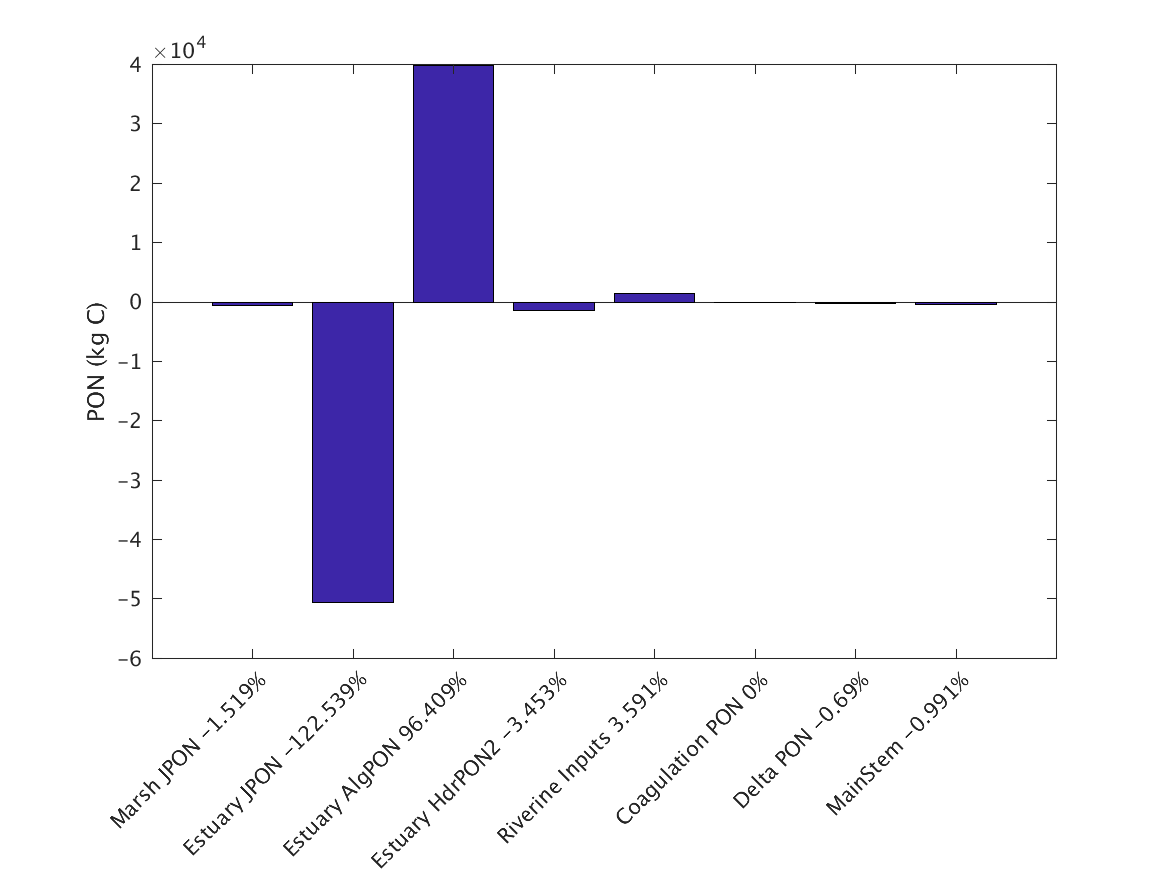 ×10⁴
4
3
2
1
0
−1
−2
−3
−4
−5
−6
PON (kg C)
Marsh JPON −1.519%
Estuary JPON −122.539%
Estuary AlgPON 96.409%
Estuary HdrPON2 −3.453%
Riverine Inputs 3.591%
Coagulation PON 0%
Delta PON −0.69%
MainStem −0.991%